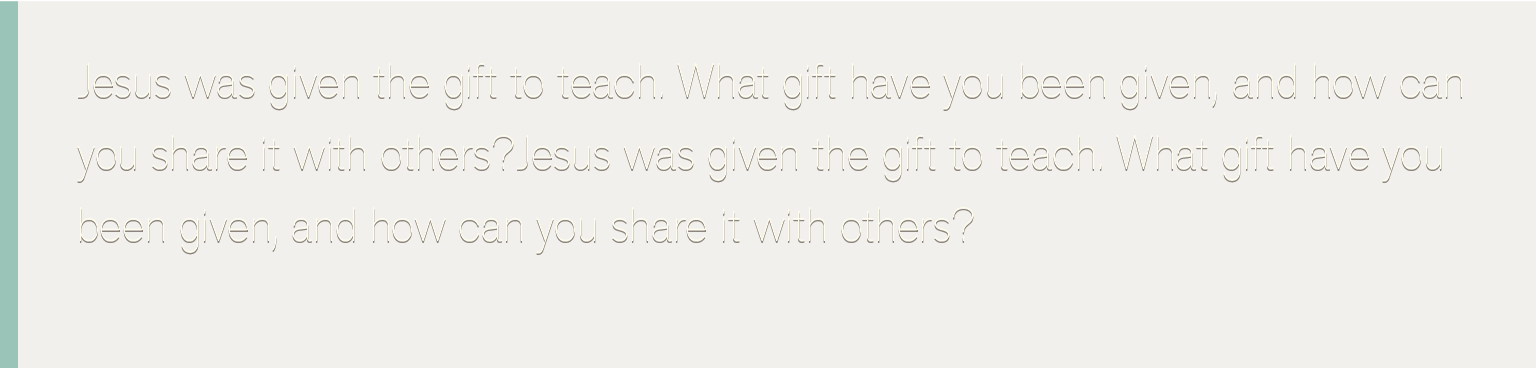 Jesus was given the gift to teach. What gift have you been given, and how can
you share it with others?Jesus was given the gift to teach. What gift have you
been given, and how can you share it with others?